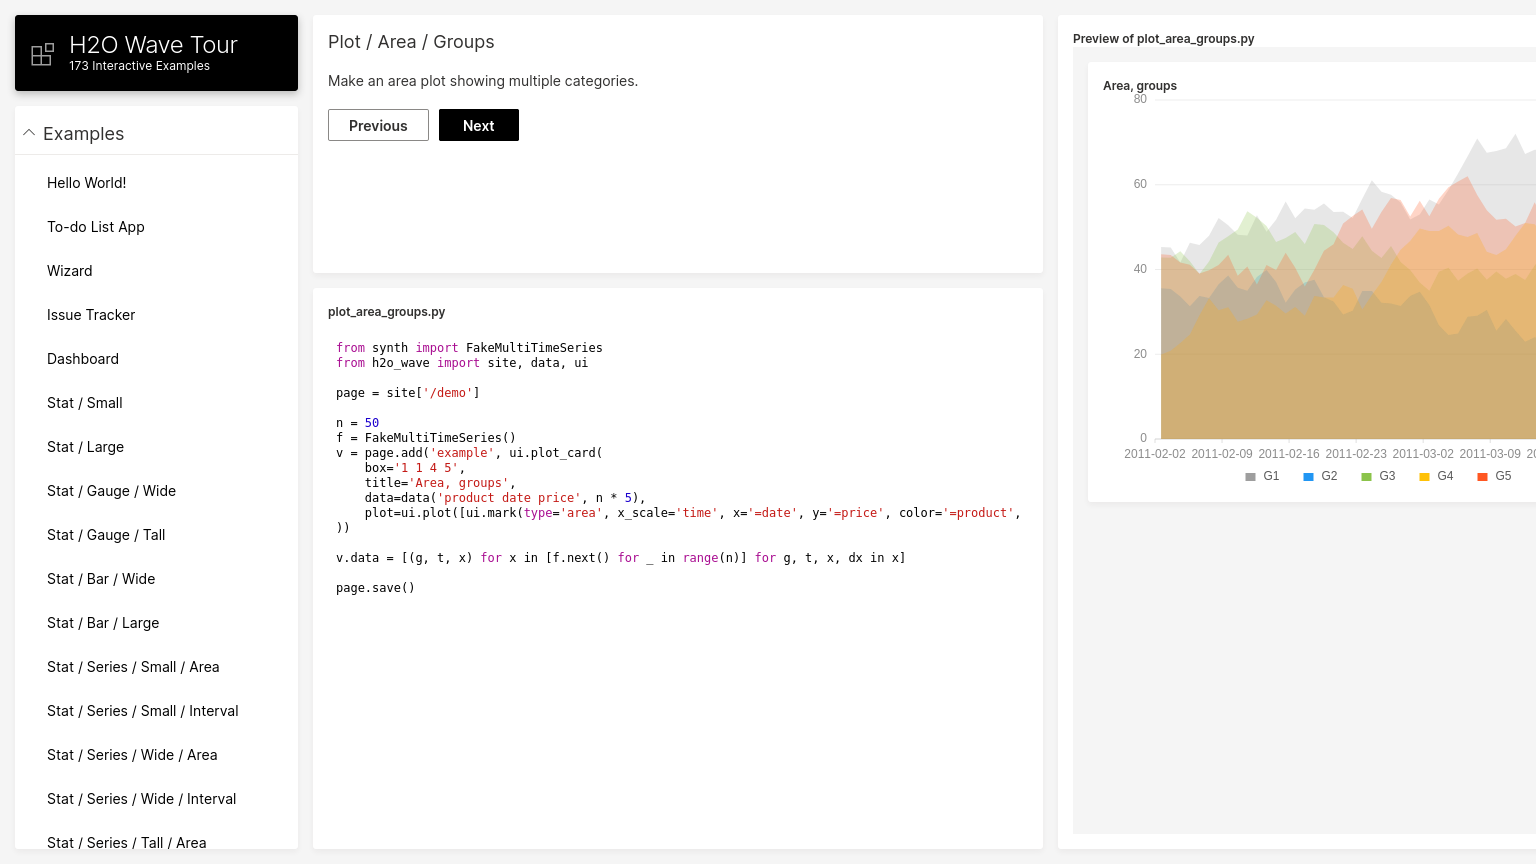 H2O Wave Tour
173 Interactive Examples
Examples
Hello World!
To-do List App
Wizard
Issue Tracker
Dashboard
Stat / Small
Stat / Large
Stat / Gauge / Wide
Stat / Gauge / Tall
Stat / Bar / Wide
Stat / Bar / Large
Stat / Series / Small / Area
Stat / Series / Small / Interval
Stat / Series / Wide / Area
Stat / Series / Wide / Interval
Stat / Series / Tall / Area
Plot / Area / Groups
Make an area plot showing multiple categories.
Previous
Next
plot_area_groups.py
from synth import FakeMultiTimeSeries
from h2o_wave import site, data, ui
page = site['/demo']
n = 50
f = FakeMultiTimeSeries()
v = page.add('example', ui.plot_card(
    box='1 1 4 5',
    title='Area, groups',
    data=data('product date price', n * 5),
    plot=ui.plot([ui.mark(type='area', x_scale='time', x='=date', y='=price', color='=product',
))
v.data = [(g, t, x) for x in [f.next() for _ in range(n)] for g, t, x, dx in x]
page.save()
Preview of plot_area_groups.py
Area, groups
80
60
40
20
0
2011-02-02 2011-02-09 2011-02-16 2011-02-23 2011-03-02 2011-03-09 20
G1 G2 G3 G4 G5